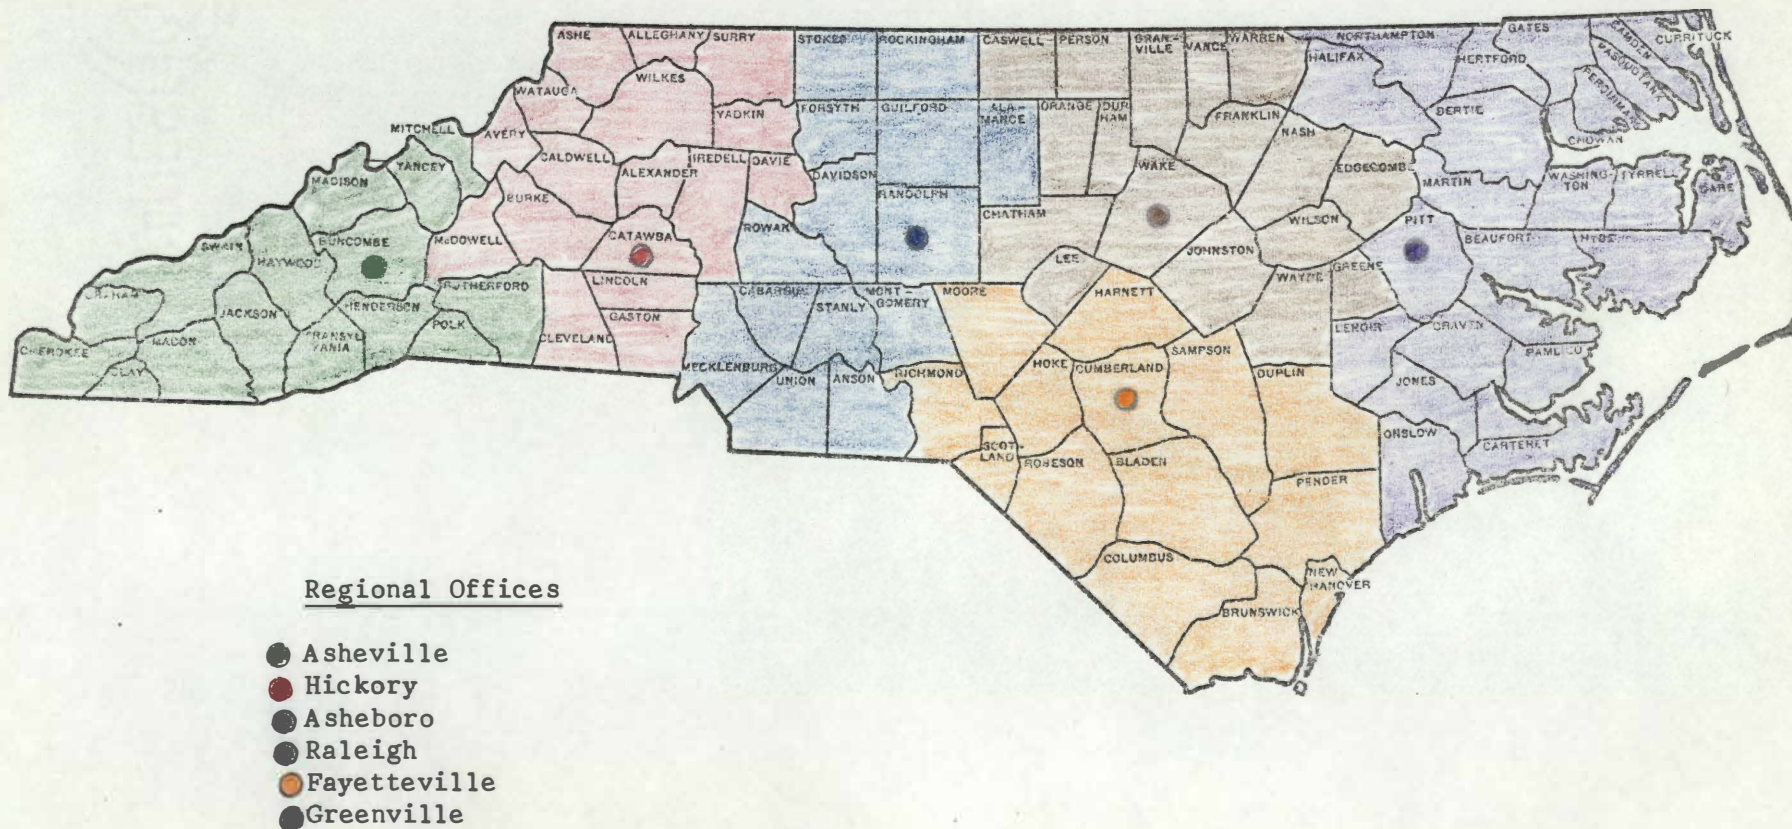 ASHE
ALLEGHANY
SURRY
STOKES
ROCKINGHAM
CASWELL
PERSON
GRAN-
VILLE
VANCE
WARREN
NORTHAMPTON
GATES
CAMDEN
CURRITUCK
HALIFAX
HERTFORD
PASQUOTANK
PERQUIMANS
WATAUGA
WILKES
YADKIN
FORSYTH
GUILFORD
ALA-
MANCE
ORANGE
DUR
HAM
FRANKLIN
NASH
BERTIE
CHOWAN
MITCHELL
AVERY
YANCEY
MADISON
CALDWELL
ALEXANDER
IREDELL
DAVIE
DAVIDSON
RANDOLPH
WAKE
EDGECOMBE
MARTIN
WASHING-
TON
TYRRELL
DARE
BURKE
McDOWELL
CATAWBA
ROWAN
CHATHAM
WILSON
PITT
BEAUFORT
HYDE
SWAIN
HAYWOOD
BUNCOMBE
JOHNSTON
LEE
GREENE
WAYNE
GRAHAM
JACKSON
HENDERSON
RUTHERFORD
LINCOLN
GASTON
CABARRUS
STANLY
MONT-
GOMERY
MOORE
HARNETT
LENOIR
CRAVEN
CHEROKEE
MACON
TRANSYL
VANIA
POLK
CLEVELAND
MECKLENBURG
UNION
ANSON
RICHMOND
HOKE
CUMBERLAND
SAMPSON
DUPLIN
JONES
PAMLICO
CLAY
SCOT-
LAND
ROBESON
BLADEN
PENDER
ONSLOW
CARTERET
COLUMBUS
NEW
HANOVER
BRUNSWICK
Regional Offices
Asheville
Hickory
Asheboro
Raleigh
Fayetteville
Greenville